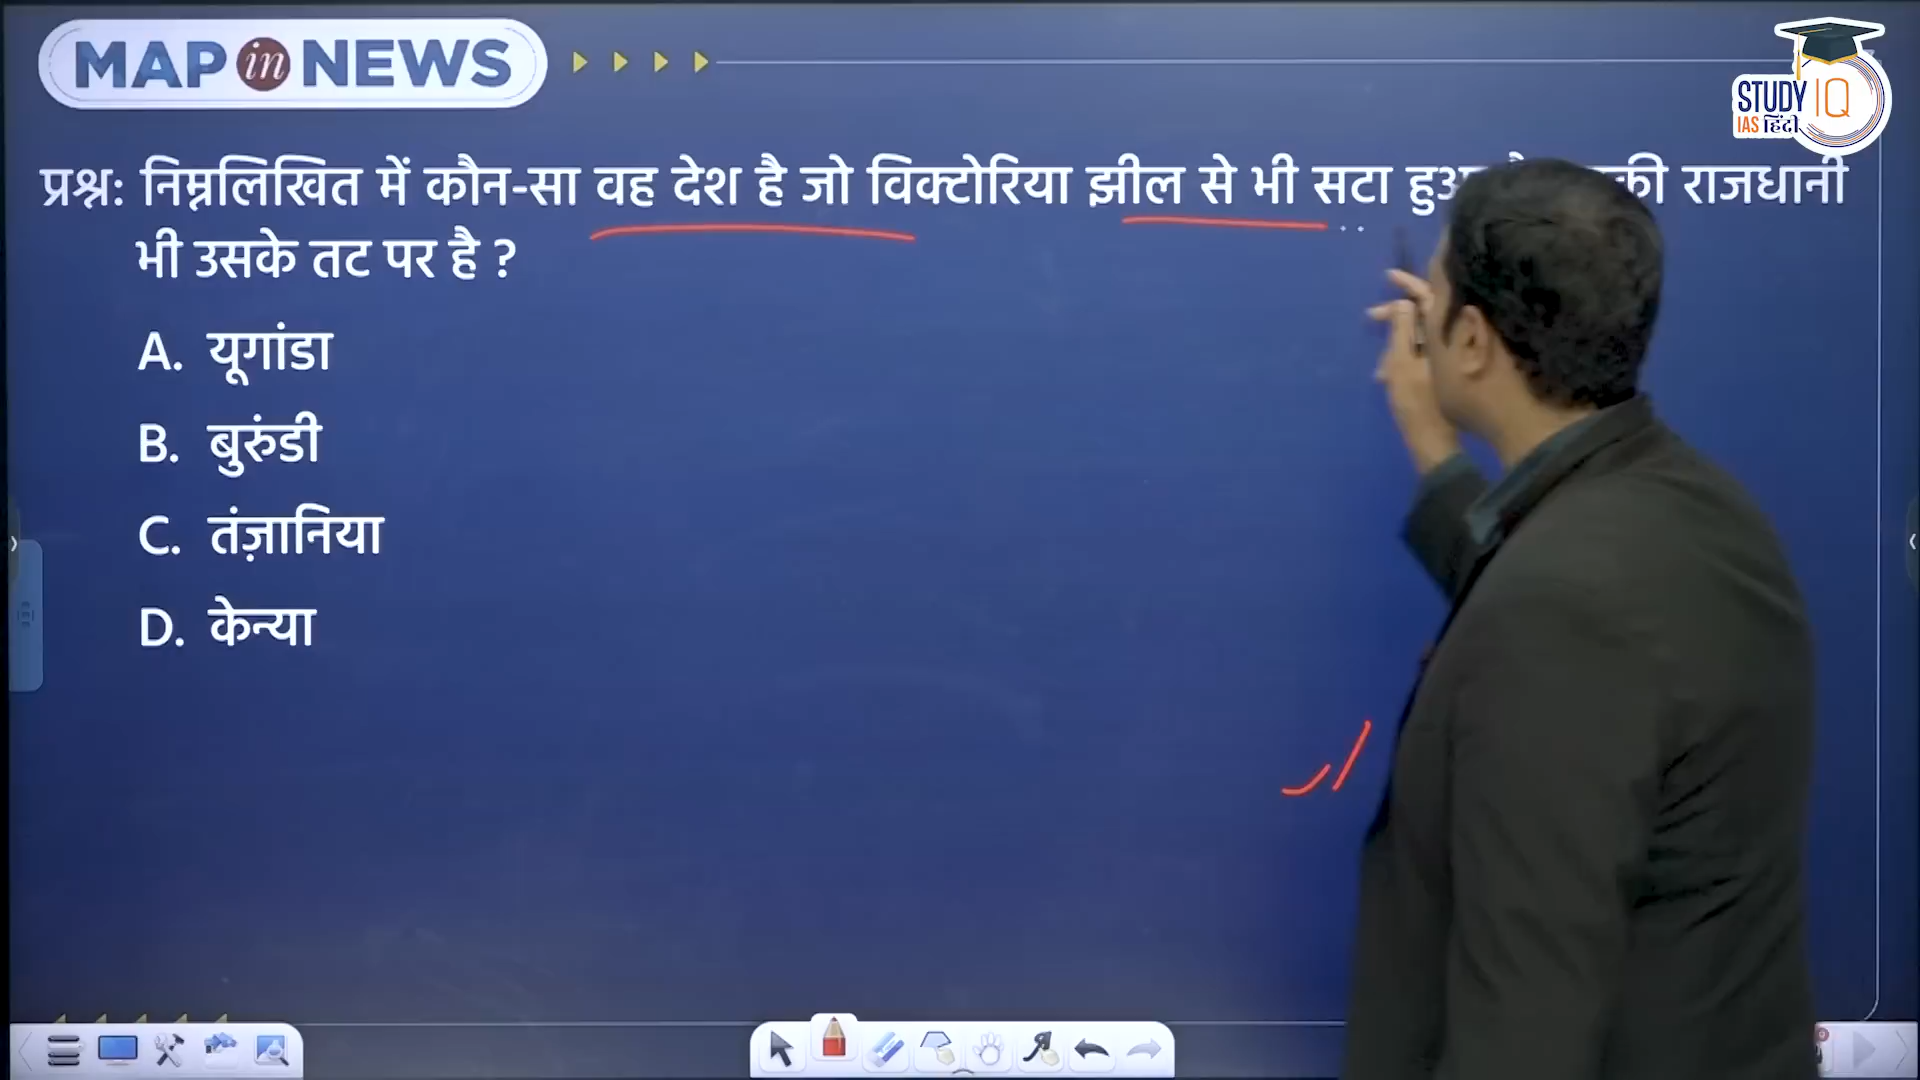 MAP in NEWS
STUDY IQ
IAS हिंदी
प्रश्न: निम्नलिखित में कौन-सा वह देश है जो विक्टोरिया झील से भी सटा राजधानी
भी उसके तट पर है ?
A. यूगांडा
B. बुरुंडी
C. तंज़ानिया
D. केन्या